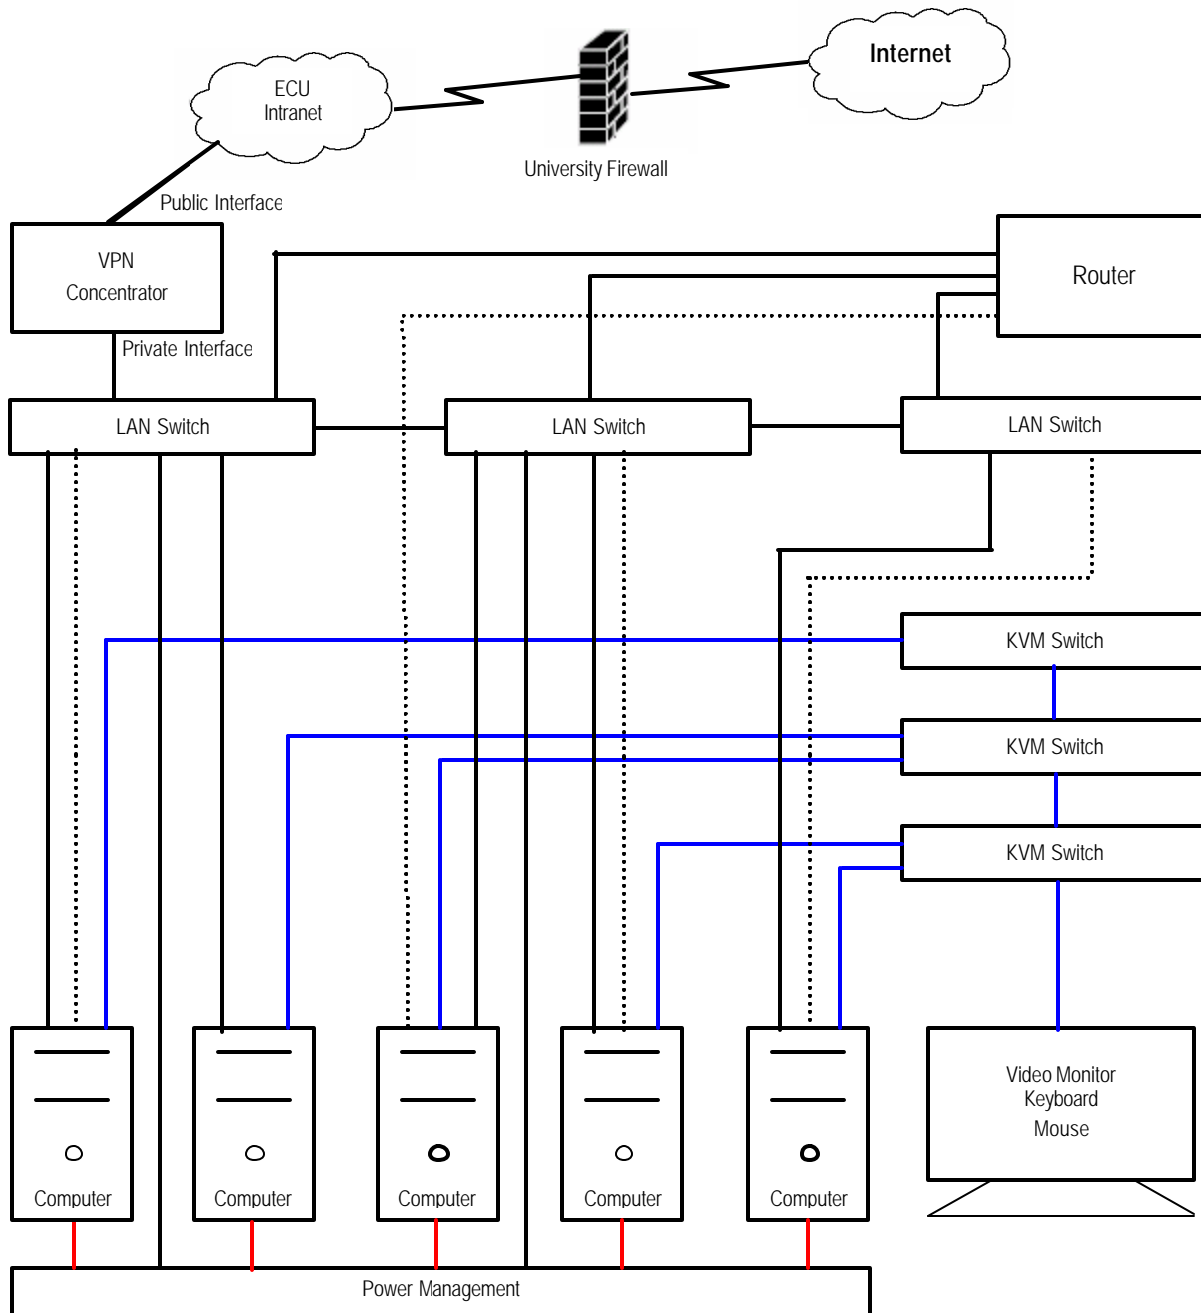 Internet
ECU
Intranet
University Firewall
Public Interface
VPN
Concentrator
Router
Private Interface
LAN Switch
LAN Switch
LAN Switch
KVM Switch
KVM Switch
KVM Switch
Video Monitor
Keyboard
Mouse
Computer
Computer
Computer
Computer
Computer
Power Management